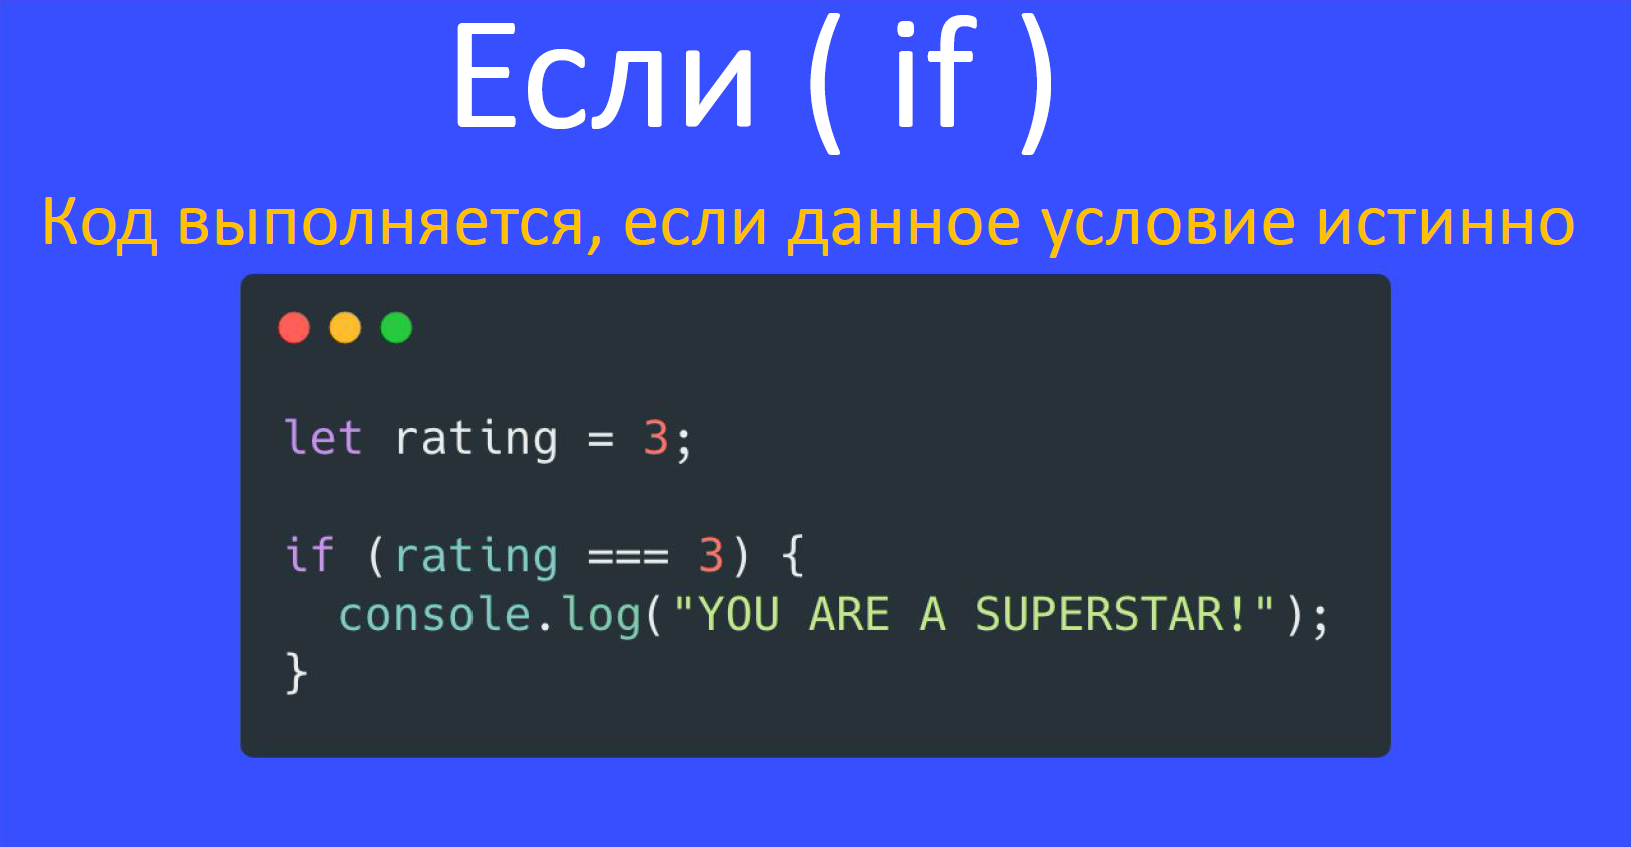 Если ( if )
Код выполняется, если данное условие истинно
let rating = 3;
if (rating === 3) {
console.log("YOU ARE A SUPERSTAR!");
}